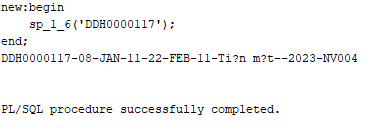 new:begin
sp_1_6('DDH0000117');
end;
DDH0000117-08-JAN-11-22-FEB-11-Ti?n m?t--2023-NV004
PL/SQL procedure successfully completed.